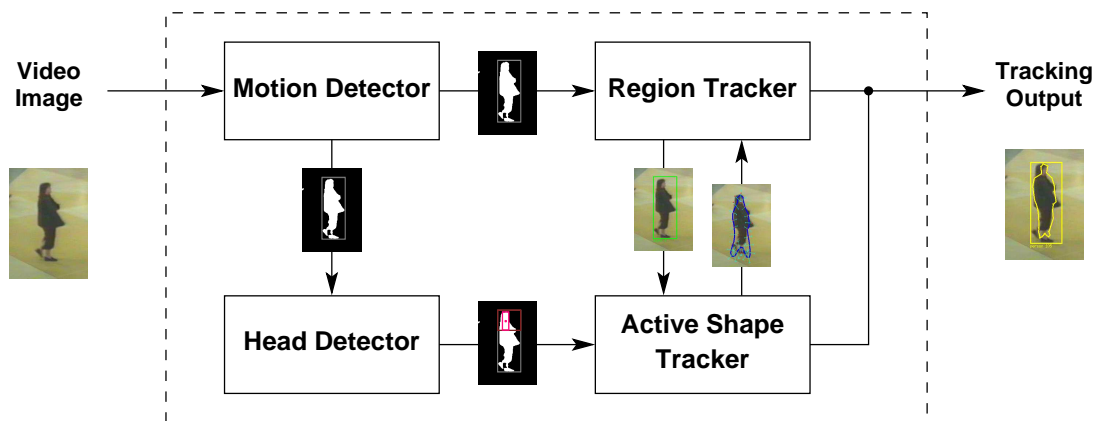 Video
Image
Motion Detector
Region Tracker
Tracking
Output
Head Detector
Active Shape
Tracker